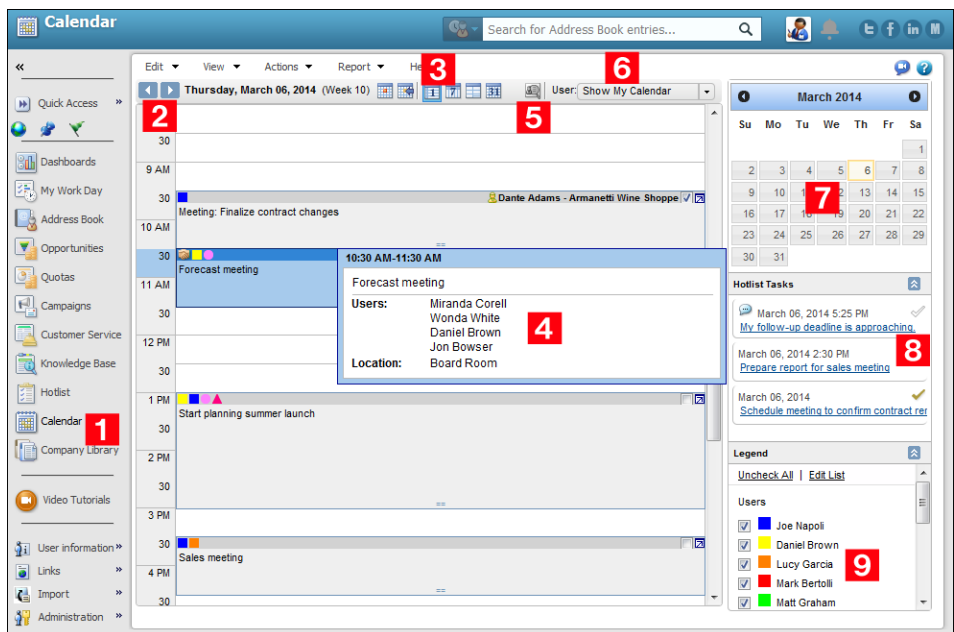 Calendar
Search for Address Book entries...
«
Quick Access »
Dashboards
My Work Day
Address Book
Opportunities
Quotas
Campaigns
Customer Service
Knowledge Base
Hotlist
Calendar
1
Company Library
Video Tutorials
User information »
Links »
Import »
Administration »
Edit View Actions Report
3
6
Thursday, March 06, 2014 (Week 10) 1 7 31 User: Show My Calendar
2
5
30
9 AM
30 Dante Adams - Armanetti Wine Shoppe
Meeting: Finalize contract changes
10 AM
30
Forecast meeting
11 AM
30
12 PM
30
1 PM
Start planning summer launch
30
2 PM
30
3 PM
30
Sales meeting
4 PM
30
10:30 AM-11:30 AM
Forecast meeting
Users: Miranda Corell
Wonda White
Daniel Brown
Jon Bowser
Location: Board Room
4
March 2014
Su Mo Tu We Th Fr Sa
1
2 3 4 5 6 7 8
9 10 13 14 15
16 17 19 20 21 22
23 24 25 26 27 28 29
30 31
7
Hotlist Tasks
March 06, 2014 5:25 PM
My follow-up deadline is approaching.
March 06, 2014 2:30 PM
Prepare report for sales meeting
8
March 06, 2014
Schedule meeting to confirm contract rer
Legend
Uncheck All | Edit List
Users
Joe Napoli
Daniel Brown
Lucy Garcia
Mark Bertolli
Matt Graham
9